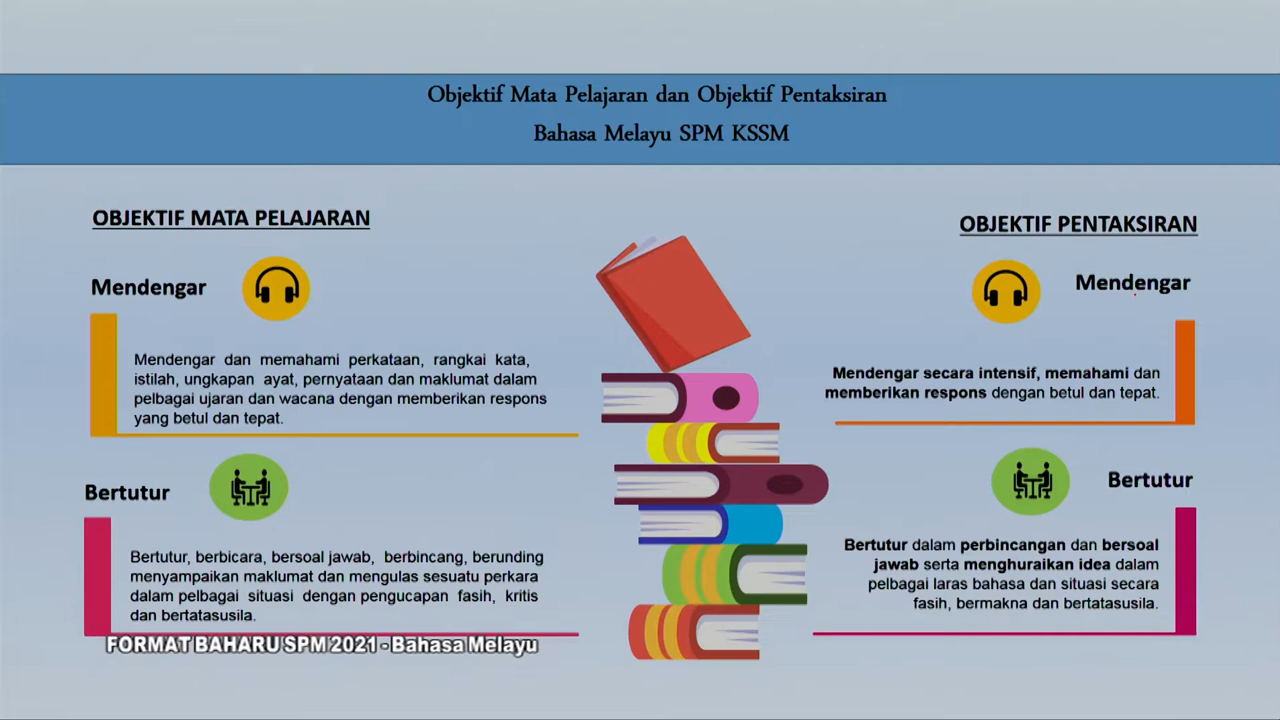 Objektif Mata Pelajaran dan Objektif Pentaksiran
Bahasa Melayu SPM KSSM
OBJEKTIF MATA PELAJARAN
Mendengar
Mendengar dan memahami perkataan, rangkai kata,
istilah, ungkapan ayat, pernyataan dan maklumat dalam
pelbagai ujaran dan wacana dengan memberikan respons
yang betul dan tepat.
Bertutur
Bertutur, berbicara, bersoal jawab, berbincang, berunding
menyampaikan maklumat dan mengulas sesuatu perkara
dalam pelbagai situasi dengan pengucapan fasih, kritis
dan bertatasusila.
OBJEKTIF PENTAKSIRAN
Mendengar
Mendengar secara intensif, memahami dan
memberikan respons dengan betul dan tepat.
Bertutur
Bertutur dalam perbincangan dan bersoal
jawab serta menghuraikan idea dalam
pelbagai laras bahasa dan situasi secara
fasih, bermakna dan bertatasusila.
FORMAT BAHARU SPM 2021 - Bahasa Melayu